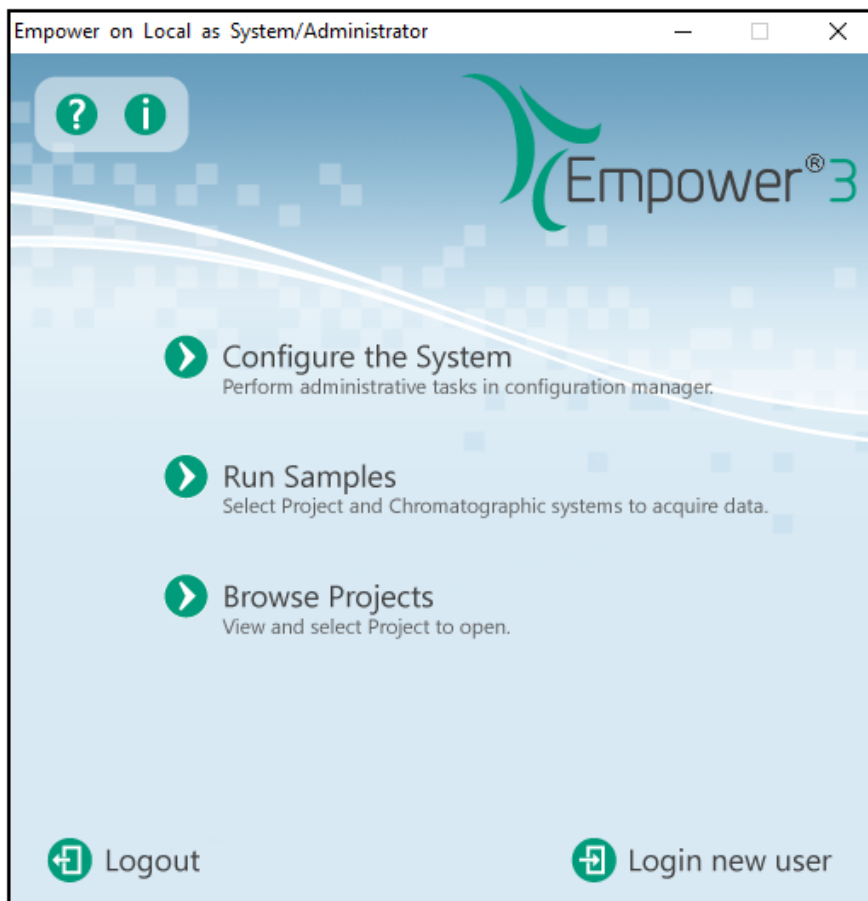 Empower on Local as System/Administrator
? i
Empower®3
Configure the System
Perform administrative tasks in configuration manager.
Run Samples
Select Project and Chromatographic systems to acquire data.
Browse Projects
View and select Project to open.
Logout
Login new user